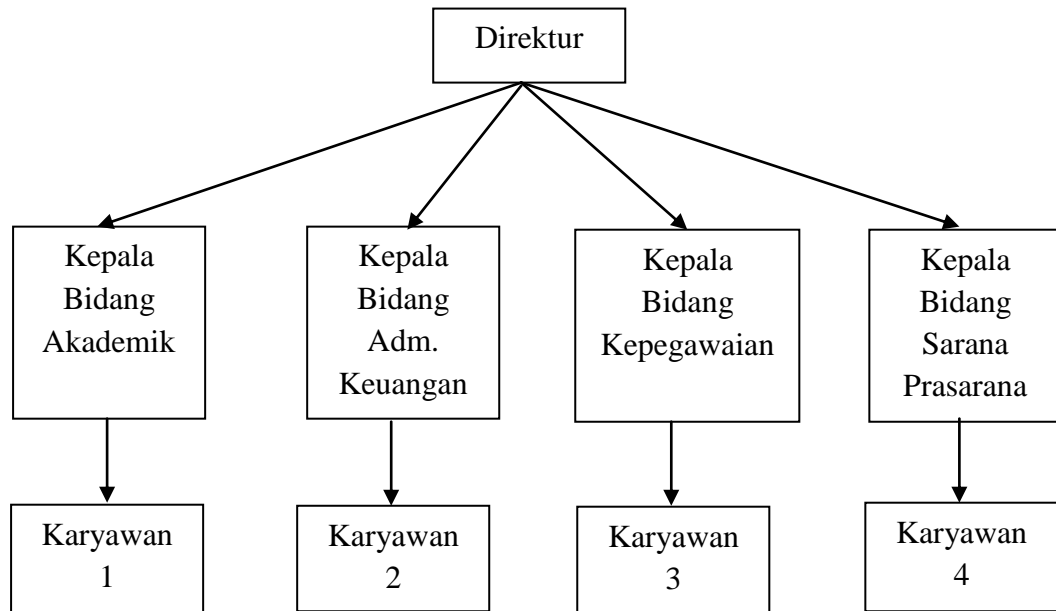 Direktur
Kepala
Bidang
Akademik
Kepala
Bidang
Adm.
Keuangan
Kepala
Bidang
Kepegawaian
Kepala
Bidang
Sarana
Prasarana
Karyawan
1
Karyawan
2
Karyawan
3
Karyawan
4